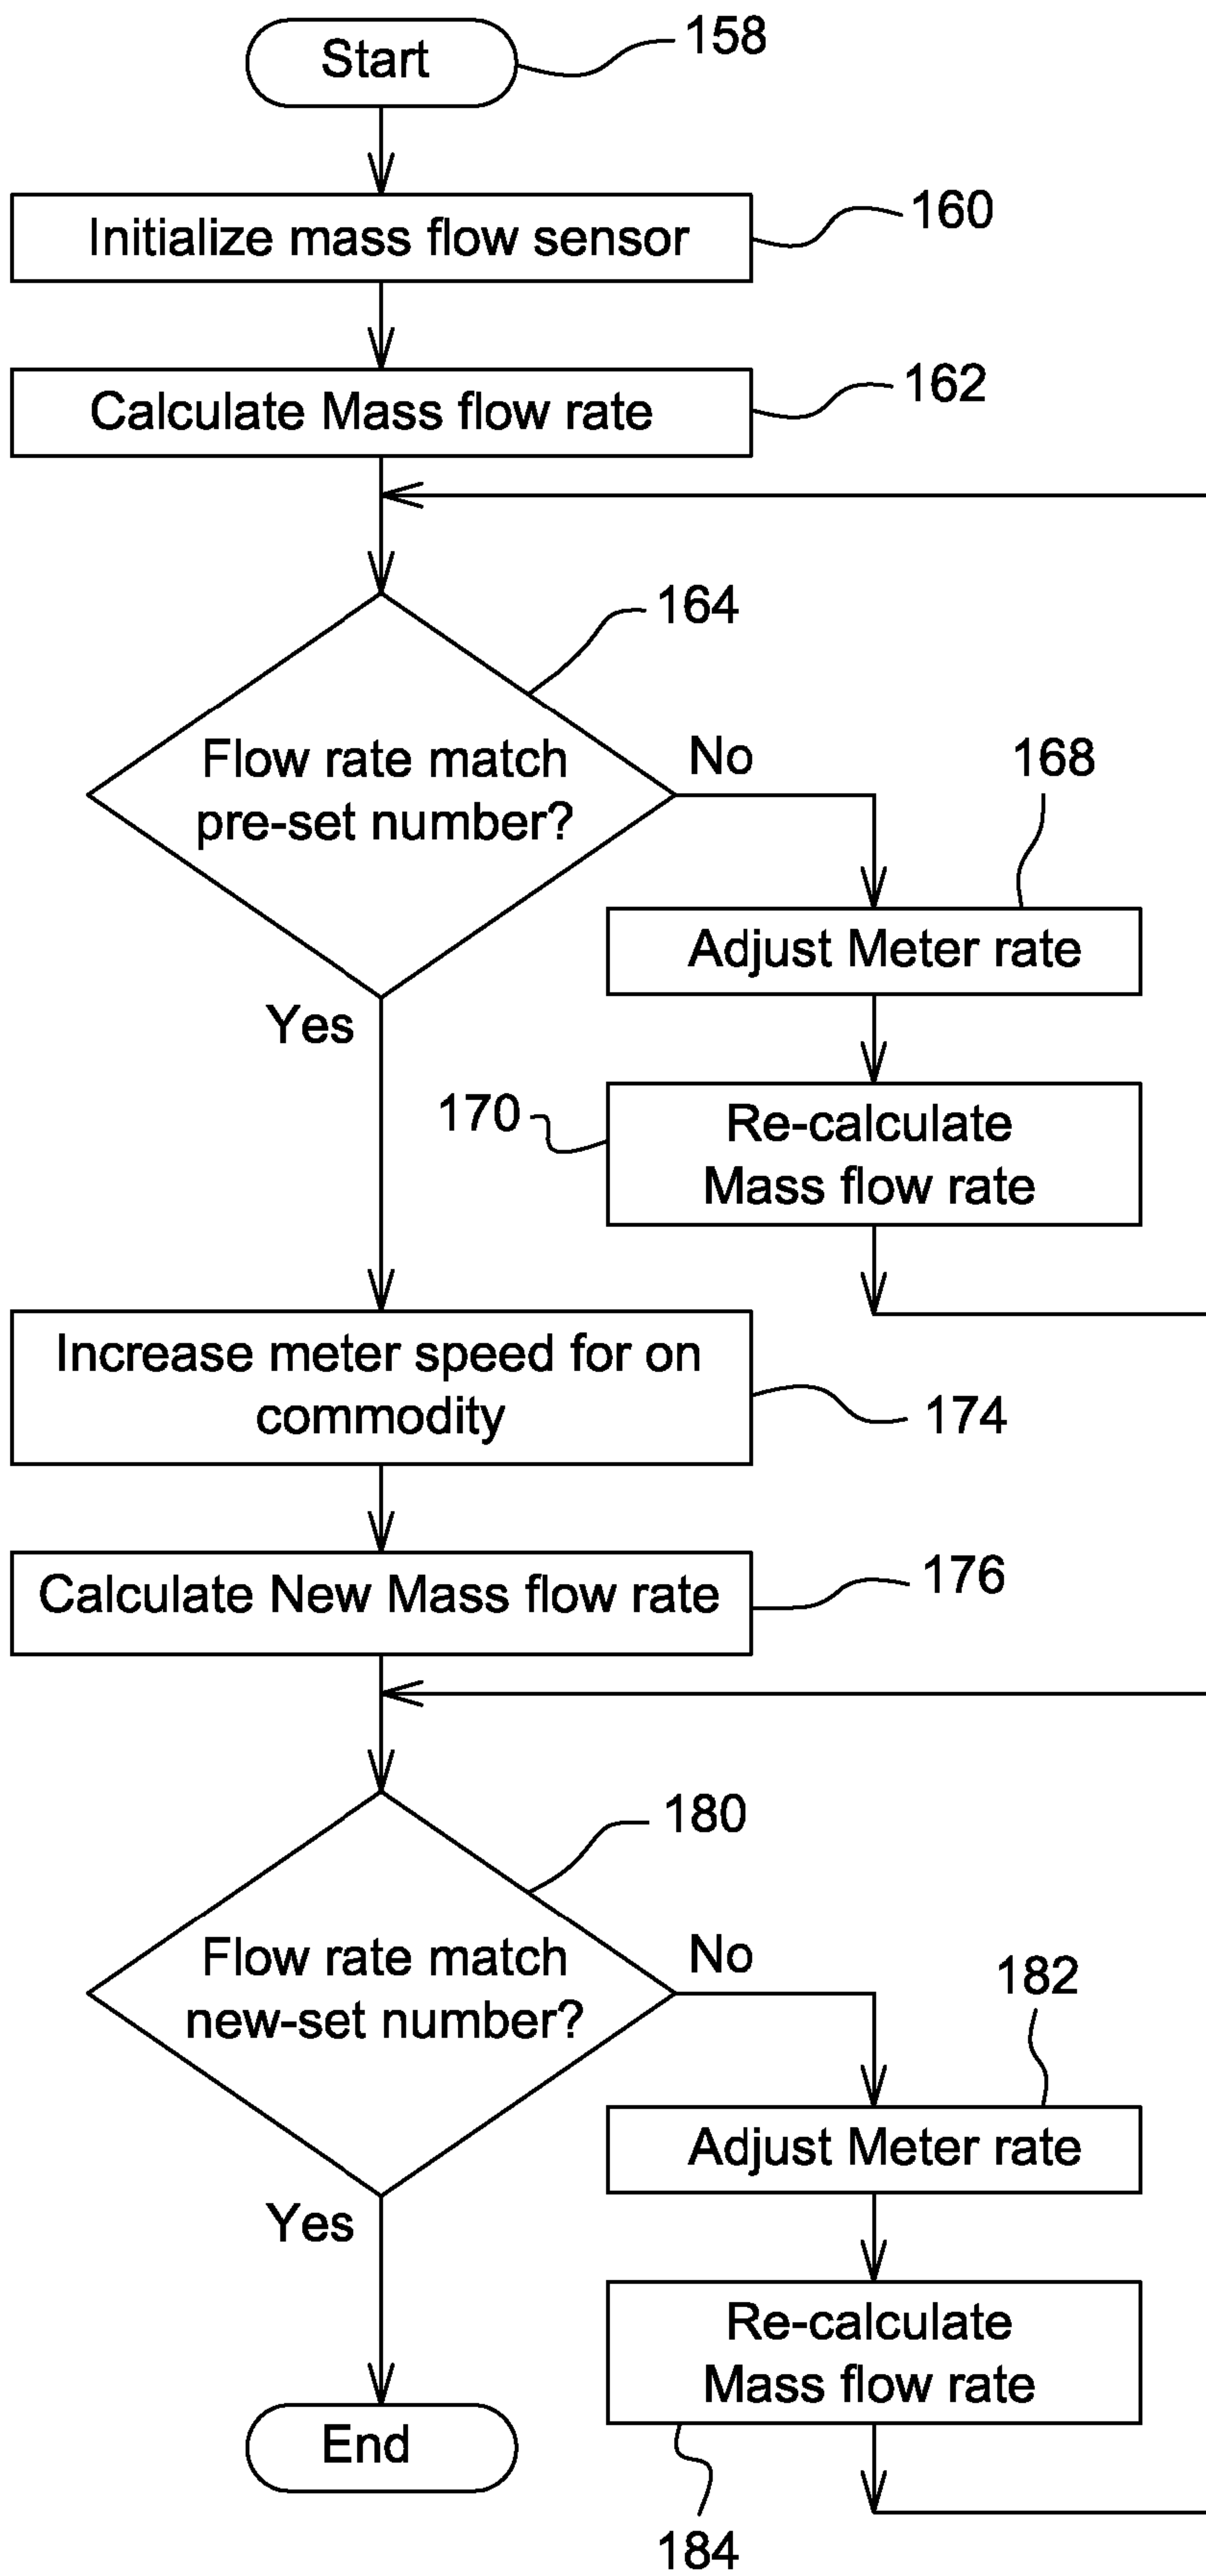 Start
158
Initialize mass flow sensor
160
Calculate Mass flow rate
162
164
Flow rate match
pre-set number?
No
168
Adjust Meter rate
Yes
170
Re-calculate
Mass flow rate
Increase meter speed for on
commodity
174
Calculate New Mass flow rate
176
180
Flow rate match
new-set number?
No
182
Adjust Meter rate
Yes
Re-calculate
Mass flow rate
End
184